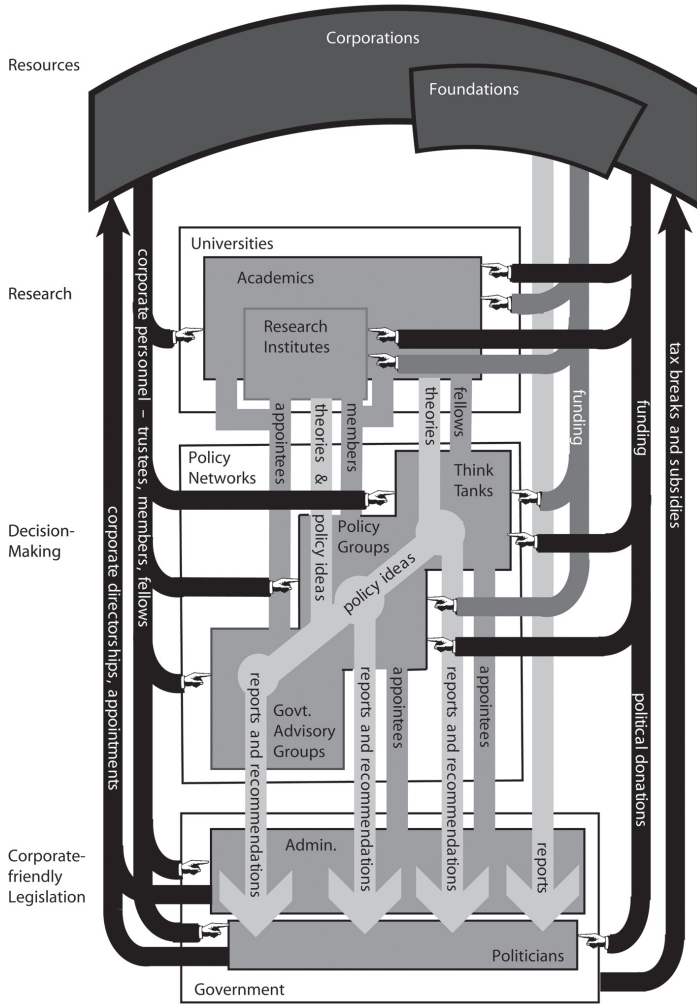 Corporations
Resources
Foundations
Universities
Academics
Research
Research
Institutes
corporate personnel – trustees, members, fellows
corporate directorships, appointments
appointees
theories & policy ideas
members
theories
fellows
funding
funding
tax breaks and subsidies
Policy
Networks
Think
Tanks
Policy
Groups
Decision-
Making
policy ideas
Govt.
Advisory
Groups
reports and recommendations
reports and recommendations
appointees
reports and recommendations
appointees
political donations
reports
Corporate-
friendly
Legislation
Admin.
Politicians
Government